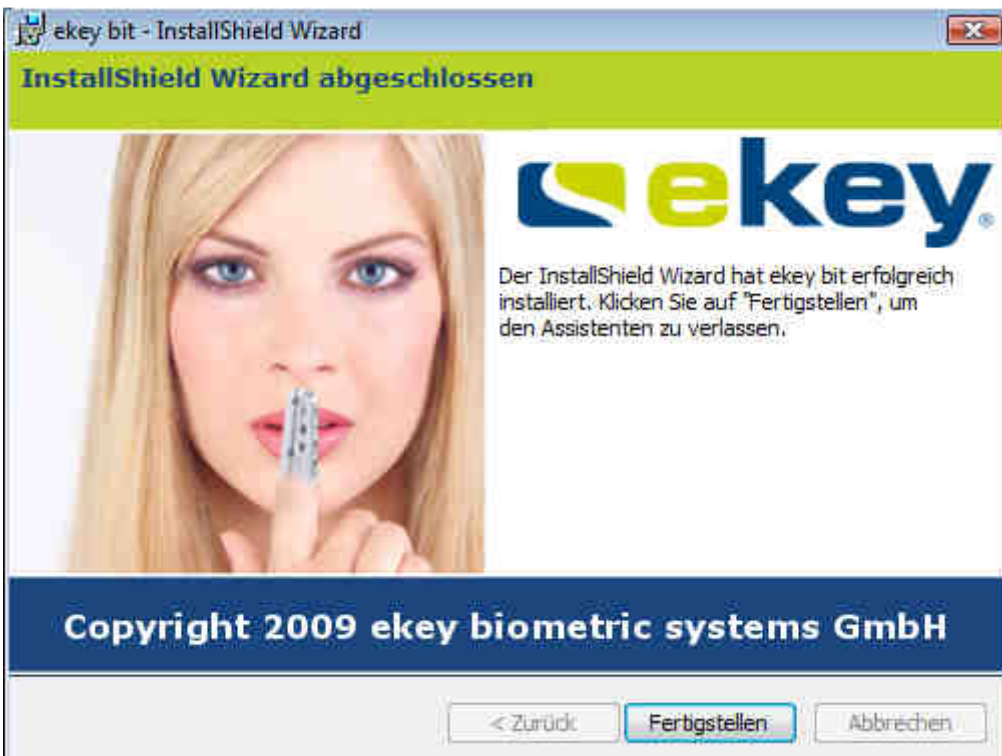 ekey bit - InstallShield Wizard
InstallShield Wizard abgeschlossen
ekey®
Der InstallShield Wizard hat ekey bit erfolgreich
installiert. Klicken Sie auf "Fertigstellen", um
den Assistenten zu verlassen.
Copyright 2009 ekey biometric systems GmbH
< Zurück
Fertigstellen
Abbrechen